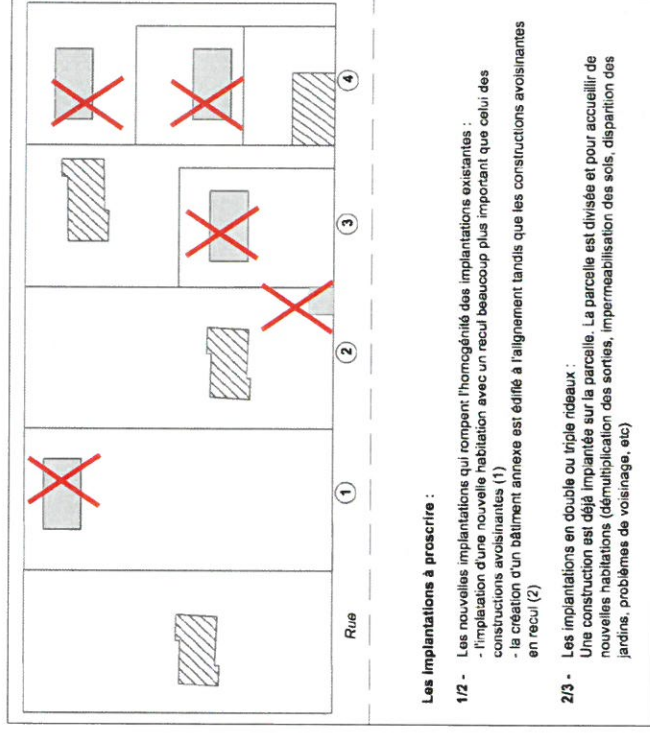 Rue 1 2 3 4
Les implantations à proscrire :
1/2 - Les nouvelles implantations qui rompent l'homogénité des implantations existantes :
- l'implatation d'une nouvelle habitation avec un recul beaucoup plus important que celui des
constructions avoisinantes (1)
- la création d'un bâtiment annexe est édifié à l'alignement tandis que les constructions avoisinantes
en recul (2)
2/3 - Les implantations en double ou triple rideaux :
Une construction est déjà implantée sur la parcelle. La parcelle est divisée et pour accueillir de
nouvelles habitations (démultiplication des sorties, impermeabilisation des sols, disparition des
jardins, problèmes de voisinage, etc)